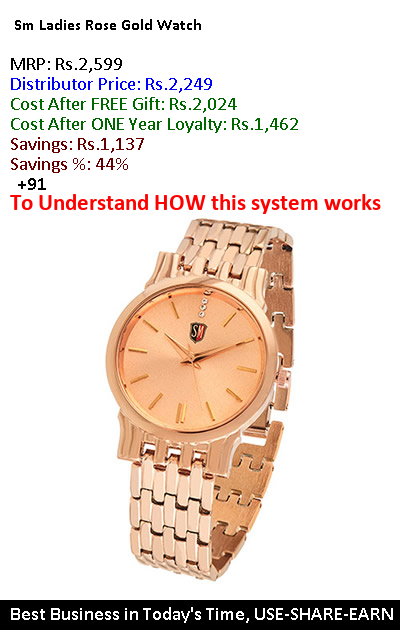 Sm Ladies Rose Gold Watch
MRP: Rs.2,599
Distributor Price: Rs.2,249
Cost After FREE Gift: Rs.2,024
Cost After ONE Year Loyalty: Rs.1,462
Savings: Rs.1,137
Savings %: 44%
+91
To Understand HOW this system works
SM
Best Business in Today's Time, USE-SHARE-EARN